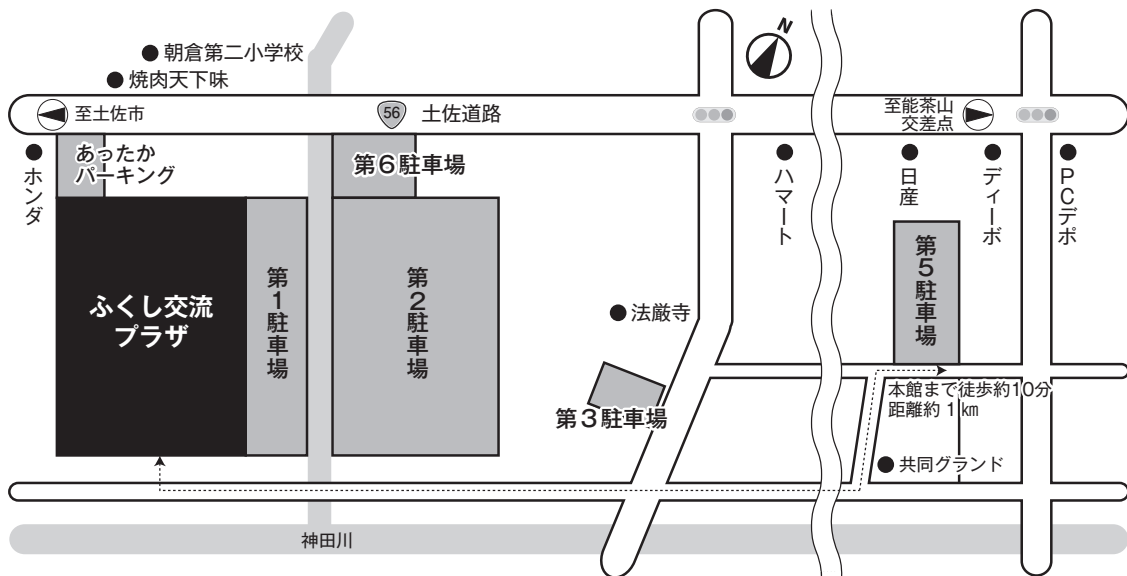 N
朝倉第二小学校
焼肉天下味
至土佐市
56
土佐道路
至能茶山
交差点
ホンダ
あったか
パーキング
第6駐車場
ハマート
日産
ディーボ
PCデポ
ふくし交流
プラザ
第1駐車場
第2駐車場
法厳寺
第5駐車場
第3駐車場
本館まで徒歩約10分
距離約1㎞
共同グランド
神田川